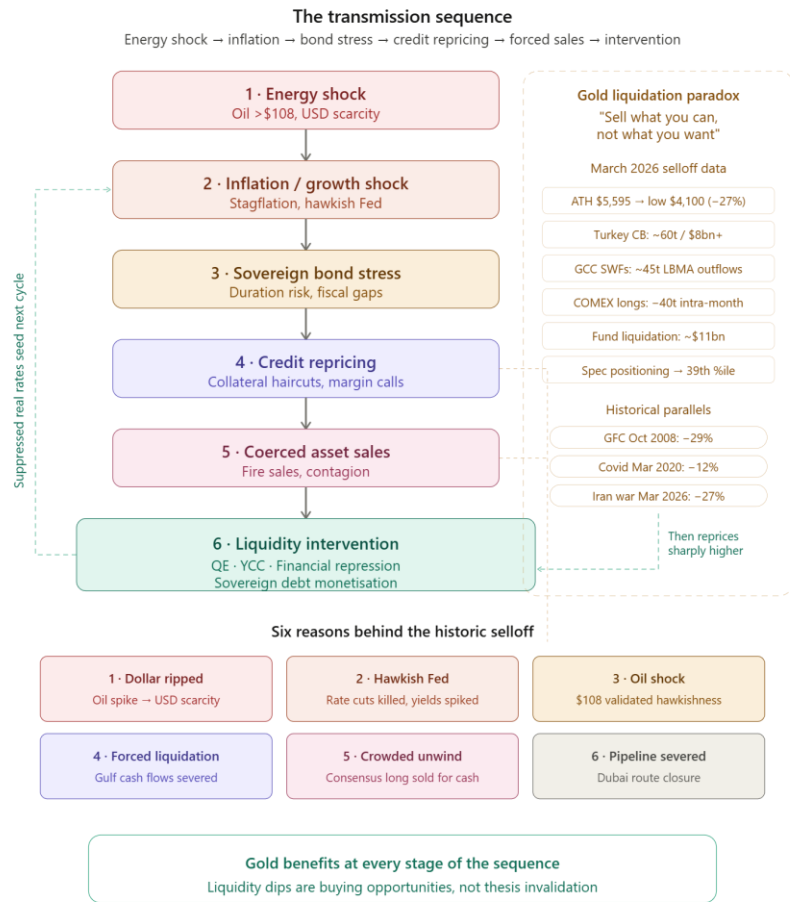 The transmission sequence
Energy shock → inflation → bond stress → credit repricing → forced sales → intervention
1 · Energy shock
Oil >$108, USD scarcity
2 · Inflation / growth shock
Stagflation, hawkish Fed
3 · Sovereign bond stress
Duration risk, fiscal gaps
4 · Credit repricing
Collateral haircuts, margin calls
5 · Coerced asset sales
Fire sales, contagion
6 · Liquidity intervention
QE · YCC · Financial repression
Sovereign debt monetisation
Suppressed real rates seed next cycle
Gold liquidation paradox
"Sell what you can,
not what you want"
March 2026 selloff data
ATH $5,595 → low $4,100 (−27%)
Turkey CB: ~60t / $8bn+
GCC SWFs: ~45t LBMA outflows
COMEX longs: −40t intra-month
Fund liquidation: ~$11bn
Spec positioning → 39th %ile
Historical parallels
GFC Oct 2008: −29%
Covid Mar 2020: −12%
Iran war Mar 2026: −27%
Then reprices
sharply higher
Six reasons behind the historic selloff
1 · Dollar ripped
Oil spike → USD scarcity
2 · Hawkish Fed
Rate cuts killed, yields spiked
3 · Oil shock
$108 validated hawkishness
4 · Forced liquidation
Gulf cash flows severed
5 · Crowded unwind
Consensus long sold for cash
6 · Pipeline severed
Dubai route closure
Gold benefits at every stage of the sequence
Liquidity dips are buying opportunities, not thesis invalidation